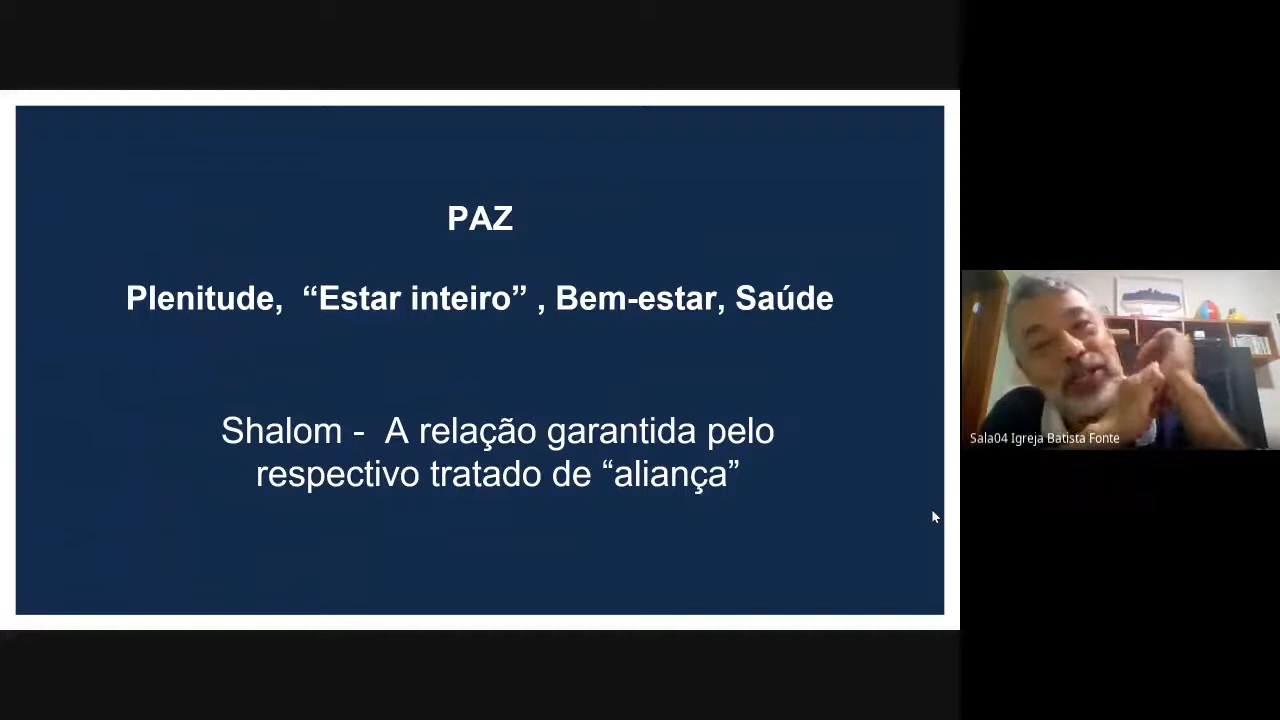 PAZ
Plenitude, “Estar inteiro” , Bem-estar, Saúde
Shalom - A relação garantida pelo
respectivo tratado de “aliança”
Sala04 Igreja Batista Fonte